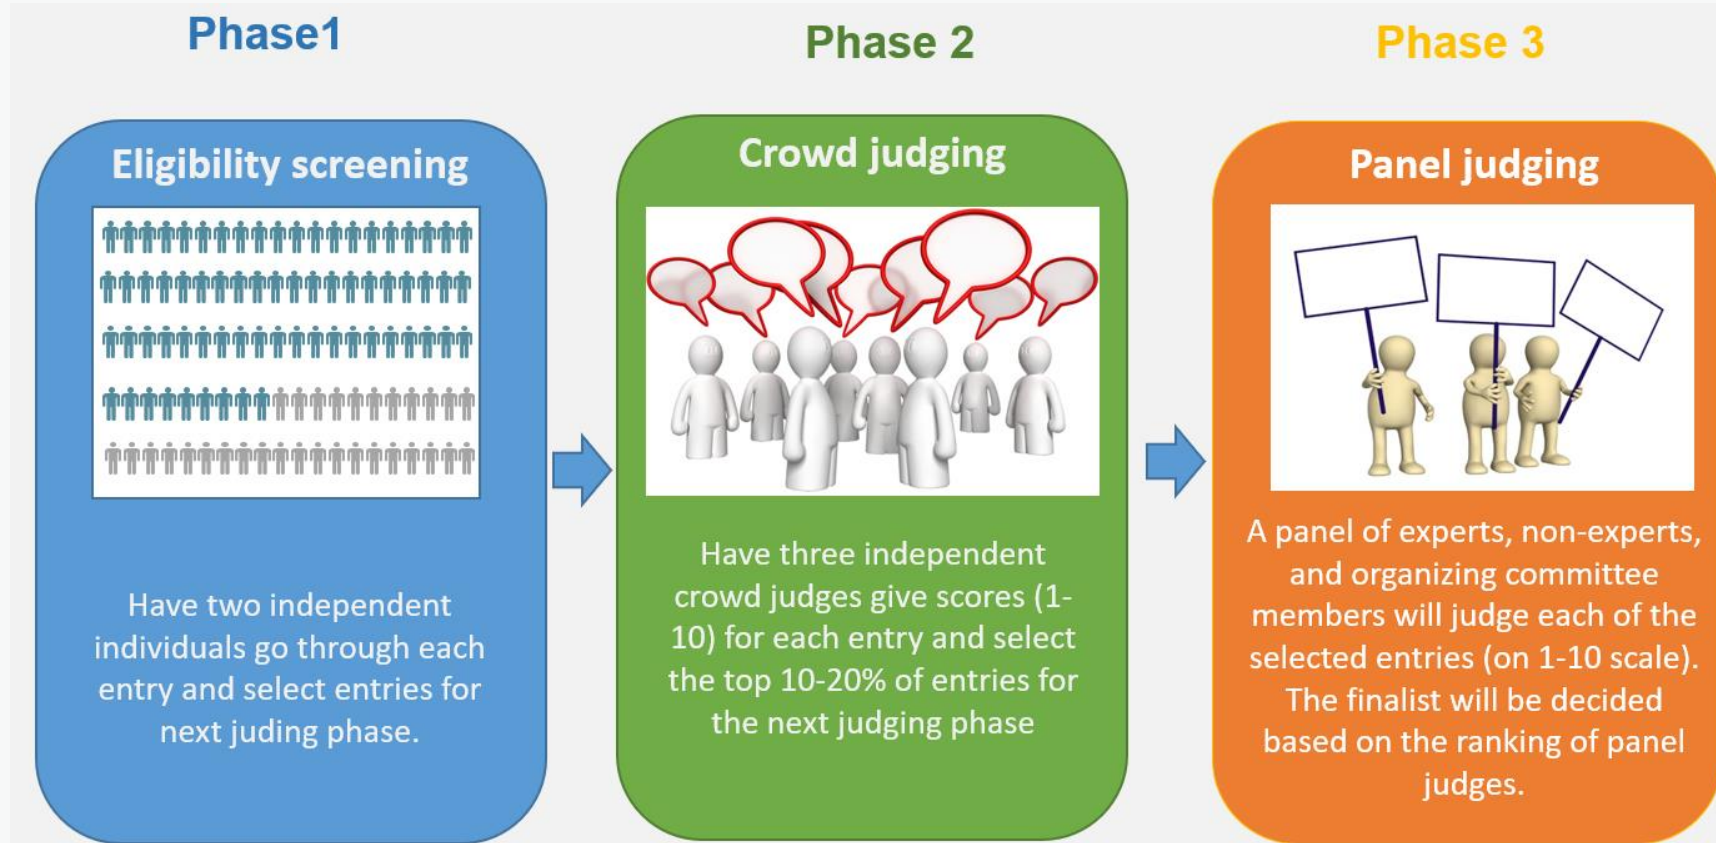 Phase1
Eligibility screening
Have two independent
individuals go through each
entry and select entries for
next juding phase.
Phase 2
Crowd judging
Have three independent
crowd judges give scores (1-
10) for each entry and select
the top 10-20% of entries for
the next judging phase
Phase 3
Panel judging
A panel of experts, non-experts,
and organizing committee
members will judge each of the
selected entries (on 1-10 scale).
The finalist will be decided
based on the ranking of panel
judges.